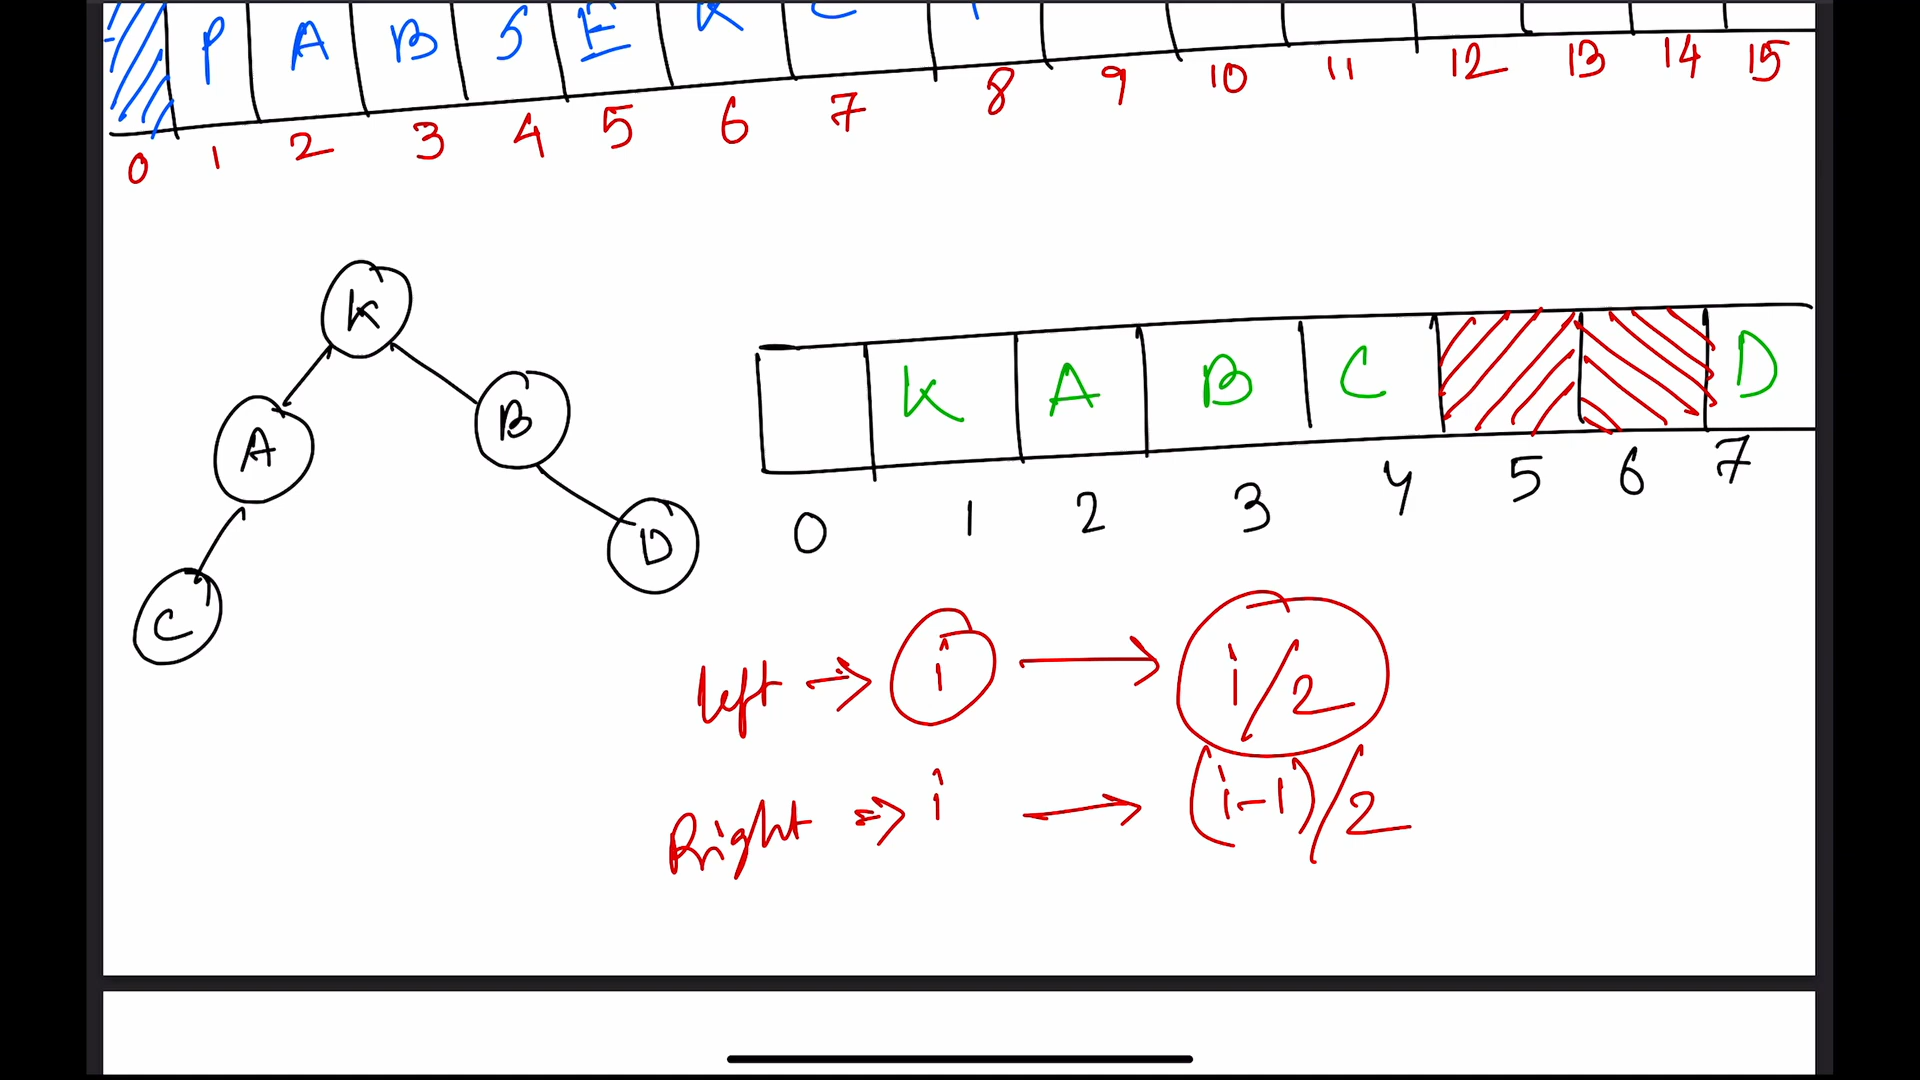 P A B S E K
0 1 2 3 4 5 6 7 8 9 10 11 12 13 14 15
K
A B
C D
K A B C D
0 1 2 3 4 5 6 7
left → i → i/2
Right → i → (i-1)/2